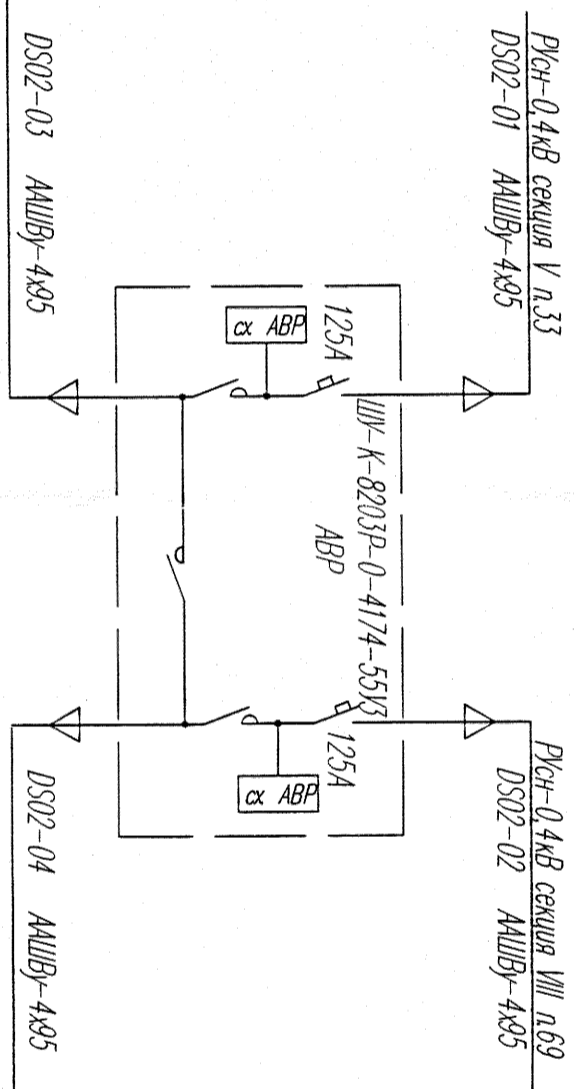 РУсн-0,4кВ секция V п.33
DS02-01 ААШВу-4х95
РУсн-0,4кВ секция VIII п.69
DS02-02 ААШВу-4х95
125А
ШУ-К-8203Р-0-4174-55У3
АВР
125А
сх АВР
сх АВР
DS02-03 ААШВу-4х95
DS02-04 ААШВу-4х95